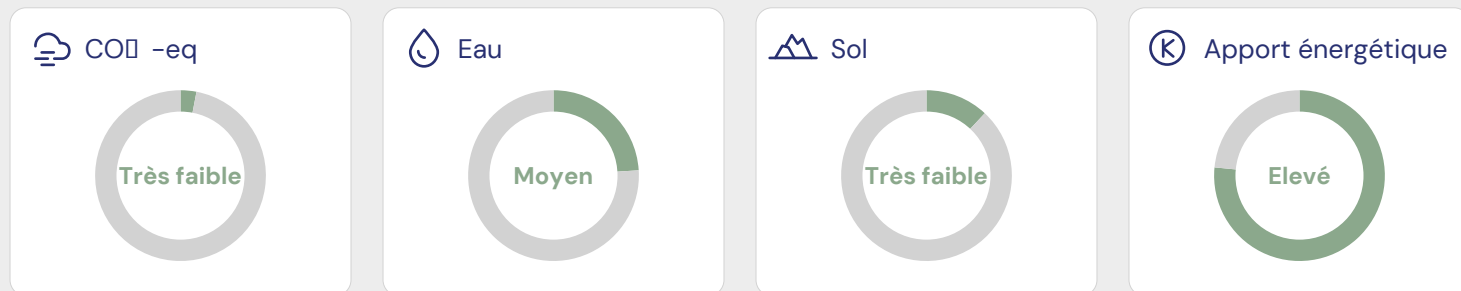 CO▯ -eq
Très faible
Eau
Moyen
Sol
Très faible
Apport énergétique
Elevé